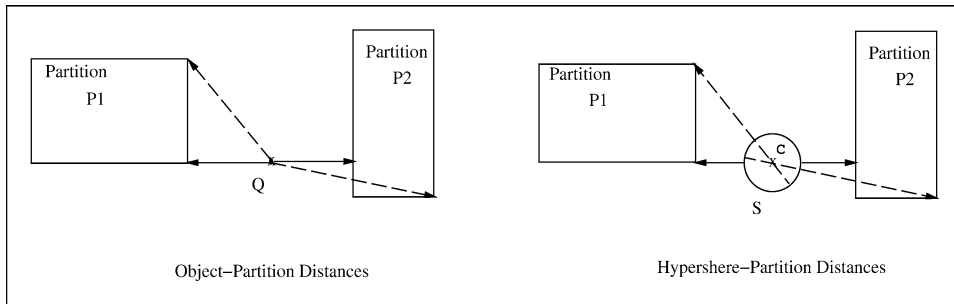 Partition
P1
Partition
P2
Q
Object−Partition Distances
Partition
P1
Partition
P2
C
S
Hypershere−Partition Distances